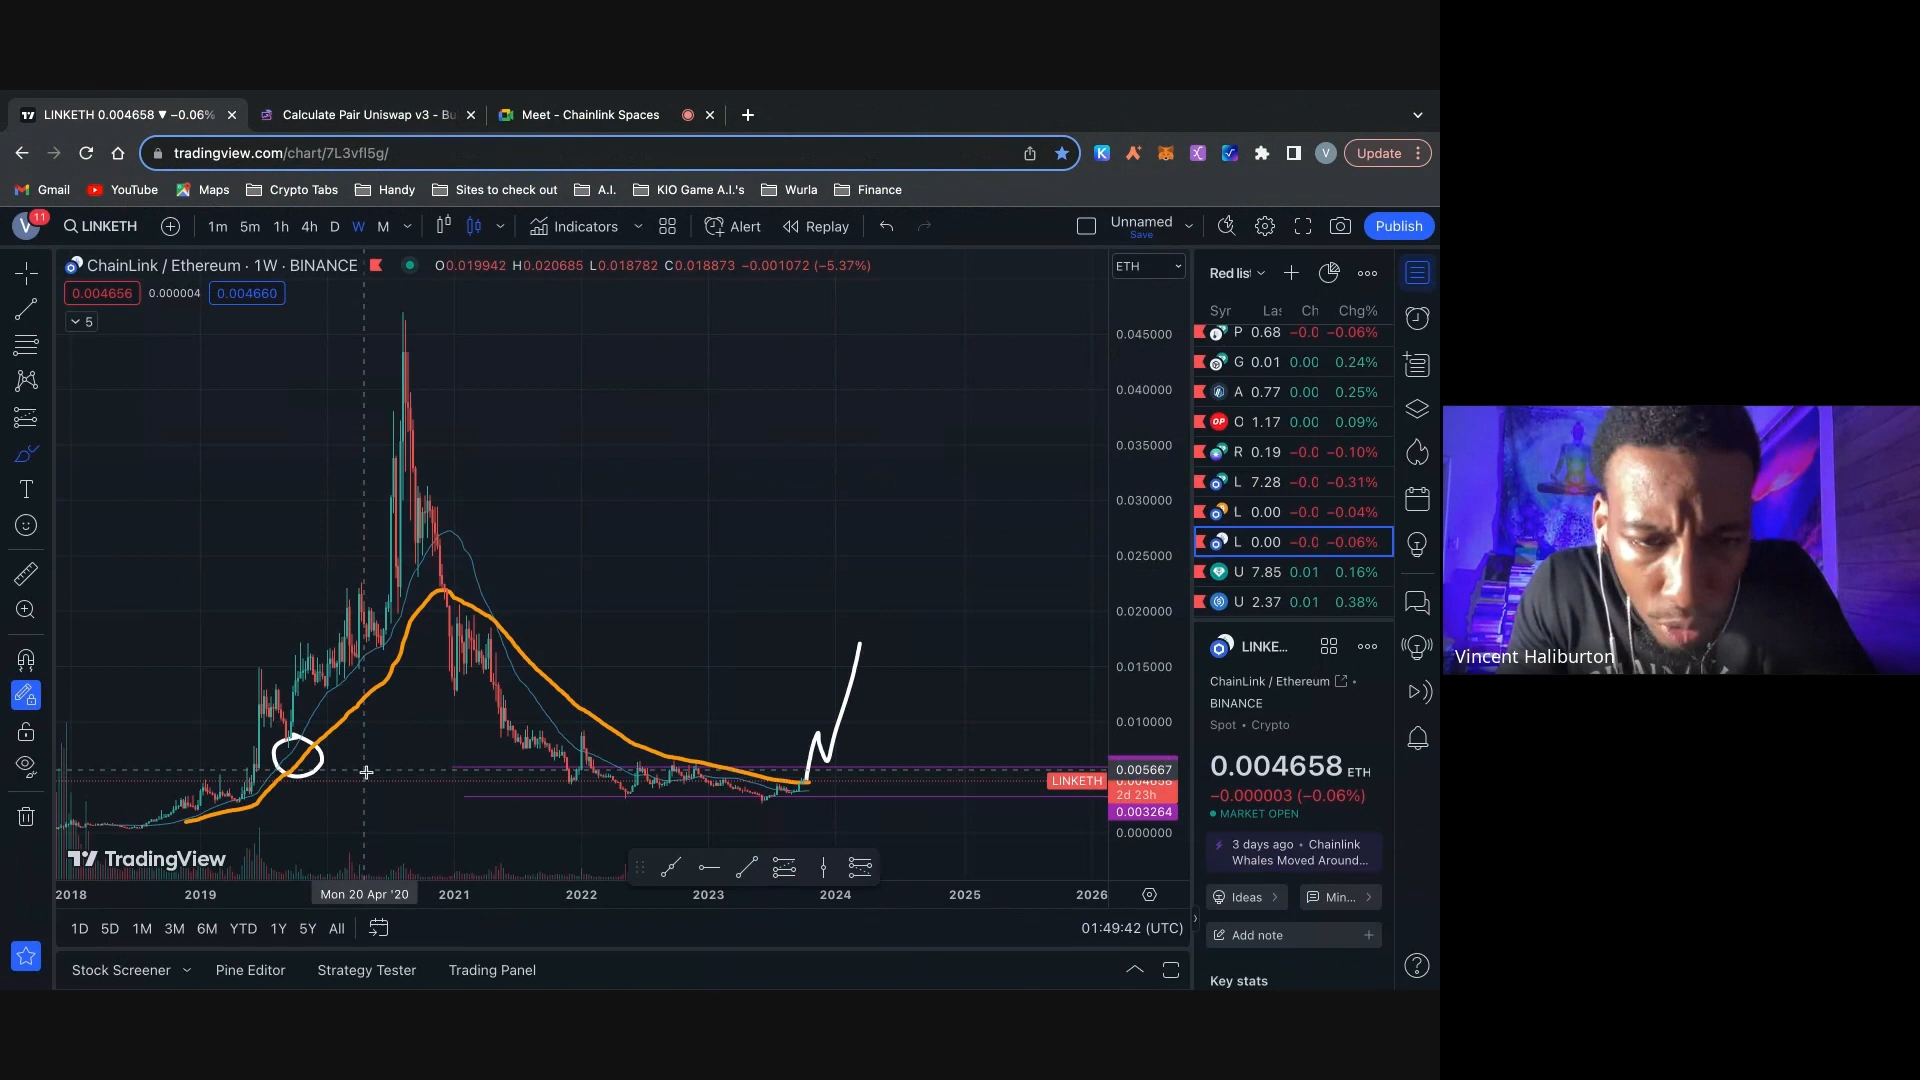 LINKETH 0.004658 ▼ −0.06%
Calculate Pair Uniswap v3 - Bu
Meet - Chainlink Spaces
tradingview.com/chart/7L3vfI5g/
K
V
Update
Gmail
YouTube
Maps
Crypto Tabs
Handy
Sites to check out
A.I.
KIO Game A.I.'s
Wurla
Finance
V
11
LINKETH
1m
5m
1h
4h
D
W
M
Indicators
Alert
Replay
Unnamed
Save
Publish
ChainLink / Ethereum · 1W · BINANCE
O0.019942 H0.020685 L0.018782 C0.018873 −0.001072 (−5.37%)
0.004656
0.000004
0.004660
5
ETH
0.045000
0.040000
0.035000
0.030000
0.025000
0.020000
0.015000
0.010000
0.005667
LINKETH
0.004658
2d 23h
0.003264
0.000000
TradingView
2018
2019
Mon 20 Apr '20
2021
2022
2023
2024
2025
2026
1D
5D
1M
3M
6M
YTD
1Y
5Y
All
01:49:42 (UTC)
Stock Screener
Pine Editor
Strategy Tester
Trading Panel
Red lis
Syr
Las
Ch
Chg%
P 0.68 −0.0 −0.06%
G 0.01 0.00 0.24%
A 0.77 0.00 0.25%
OP O 1.17 0.00 0.09%
R 0.19 −0.0 −0.10%
L 7.28 −0.0 −0.31%
L 0.00 −0.0 −0.04%
L 0.00 −0.0 −0.06%
U 7.85 0.01 0.16%
U 2.37 0.01 0.38%
LINKE...
ChainLink / Ethereum
BINANCE
Spot • Crypto
0.004658 ETH
−0.000003 (−0.06%)
MARKET OPEN
3 days ago • Chainlink
Whales Moved Around...
Ideas
Min...
Add note
Key stats
Vincent Haliburton